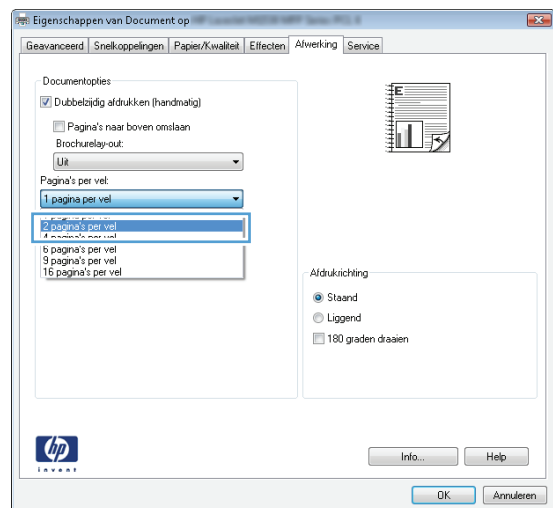 Eigenschappen van Document op
Geavanceerd Snelkoppelingen Papier/Kwaliteit Effecten Afwerking Service
Documentopties
Dubbelzijdig afdrukken (handmatig)
Pagina's naar boven omslaan
Brochurelay-out:
Uit
Pagina's per vel:
1 pagina per vel
2 pagina's per vel
6 pagina's per vel
9 pagina's per vel
16 pagina's per vel
E
Afdrukrichting
Staand
Liggend
180 graden draaien
hp
invent
Info... Help
OK Annuleren